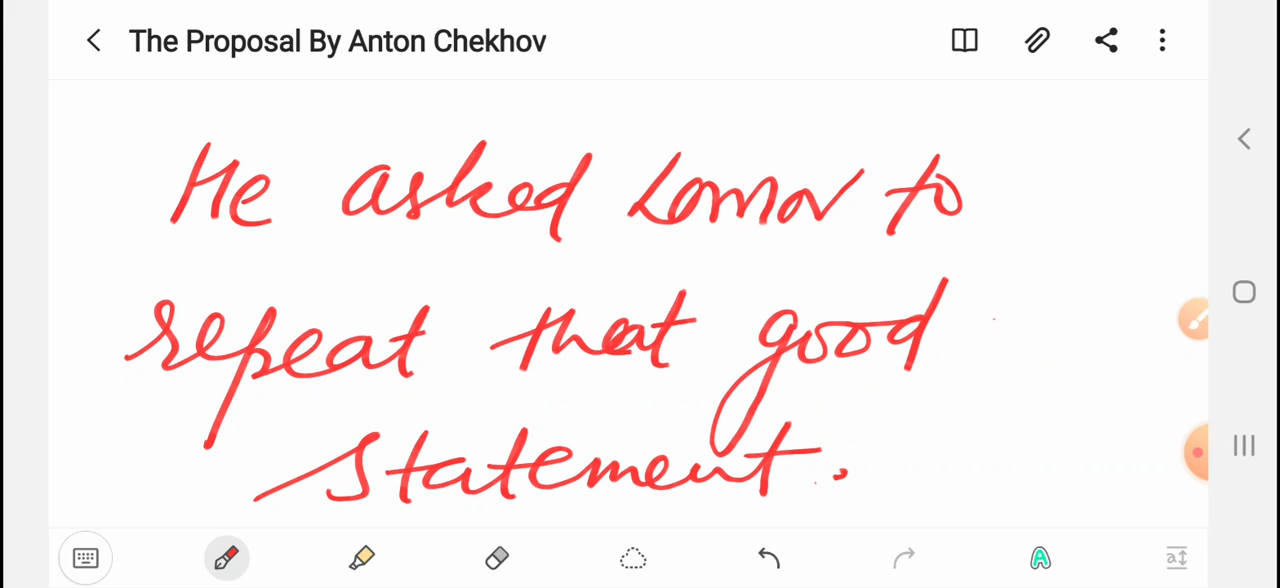 The Proposal By Anton Chekhov
He asked Lomov to
repeat that good
statement.